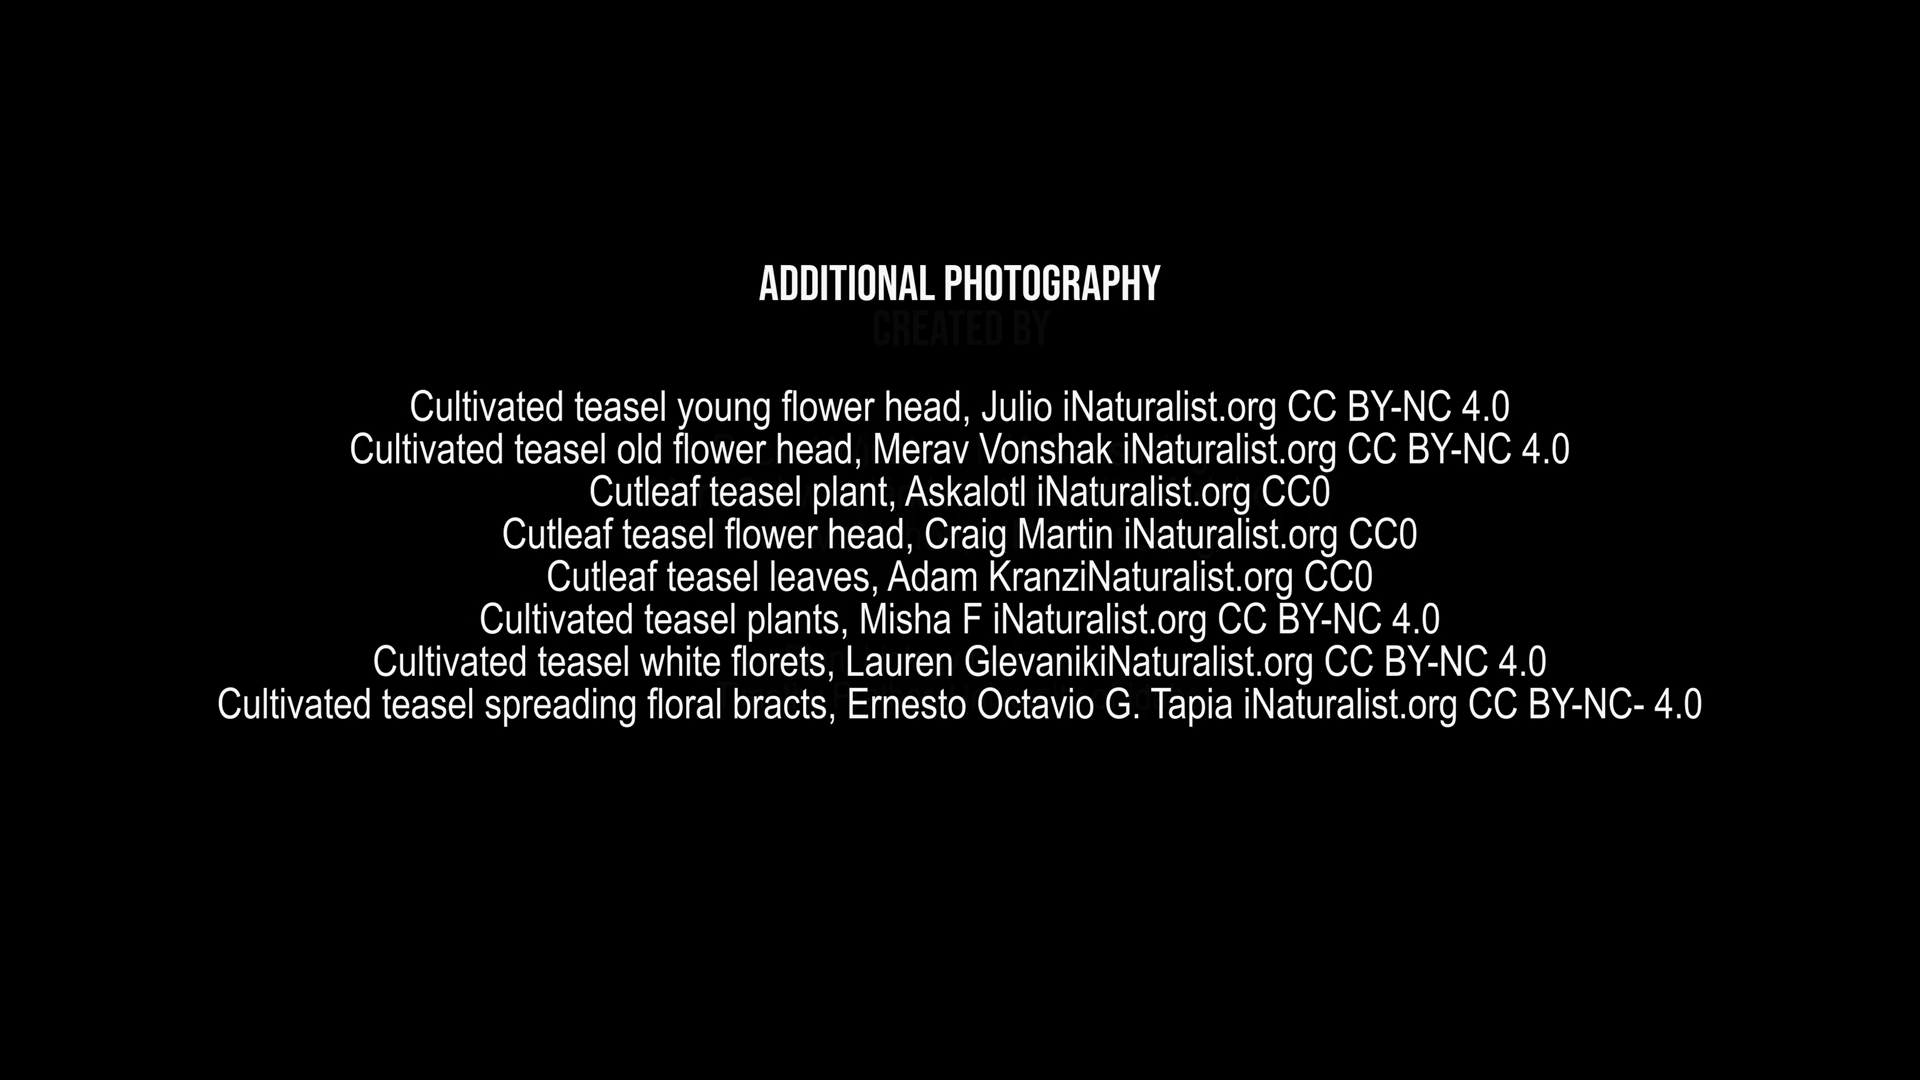 ADDITIONAL PHOTOGRAPHY
CREATED BY
Cultivated teasel young flower head, Julio iNaturalist.org CC BY-NC 4.0
Cultivated teasel old flower head, Merav Vonshak iNaturalist.org CC BY-NC 4.0
Cutleaf teasel plant, Askalotl iNaturalist.org CC0
Cutleaf teasel flower head, Craig Martin iNaturalist.org CC0
Cutleaf teasel leaves, Adam KranziNaturalist.org CC0
Cultivated teasel plants, Misha F iNaturalist.org CC BY-NC 4.0
Cultivated teasel white florets, Lauren GlevanikiNaturalist.org CC BY-NC 4.0
Cultivated teasel spreading floral bracts, Ernesto Octavio G. Tapia iNaturalist.org CC BY-NC- 4.0